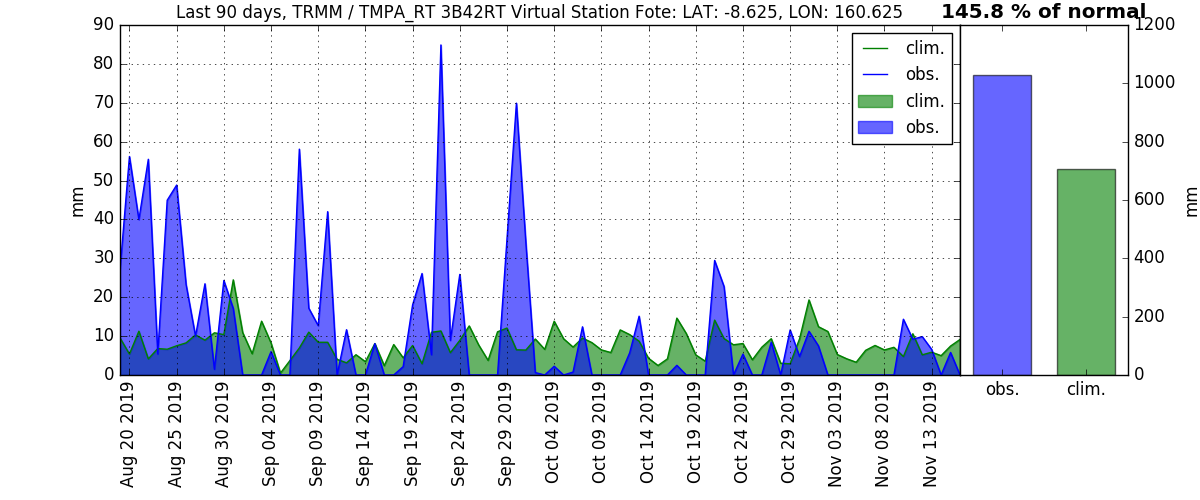 Last 90 days, TRMM / TMPA_RT 3B42RT Virtual Station Fote: LAT: -8.625, LON: 160.625
145.8 % of normal
90
80
70
60
50
40
30
20
10
0
mm
clim.
obs.
clim.
obs.
1200
1000
800
600
400
200
0
mm
obs.
clim.
Aug 20 2019
Aug 25 2019
Aug 30 2019
Sep 04 2019
Sep 09 2019
Sep 14 2019
Sep 19 2019
Sep 24 2019
Sep 29 2019
Oct 04 2019
Oct 09 2019
Oct 14 2019
Oct 19 2019
Oct 24 2019
Oct 29 2019
Nov 03 2019
Nov 08 2019
Nov 13 2019